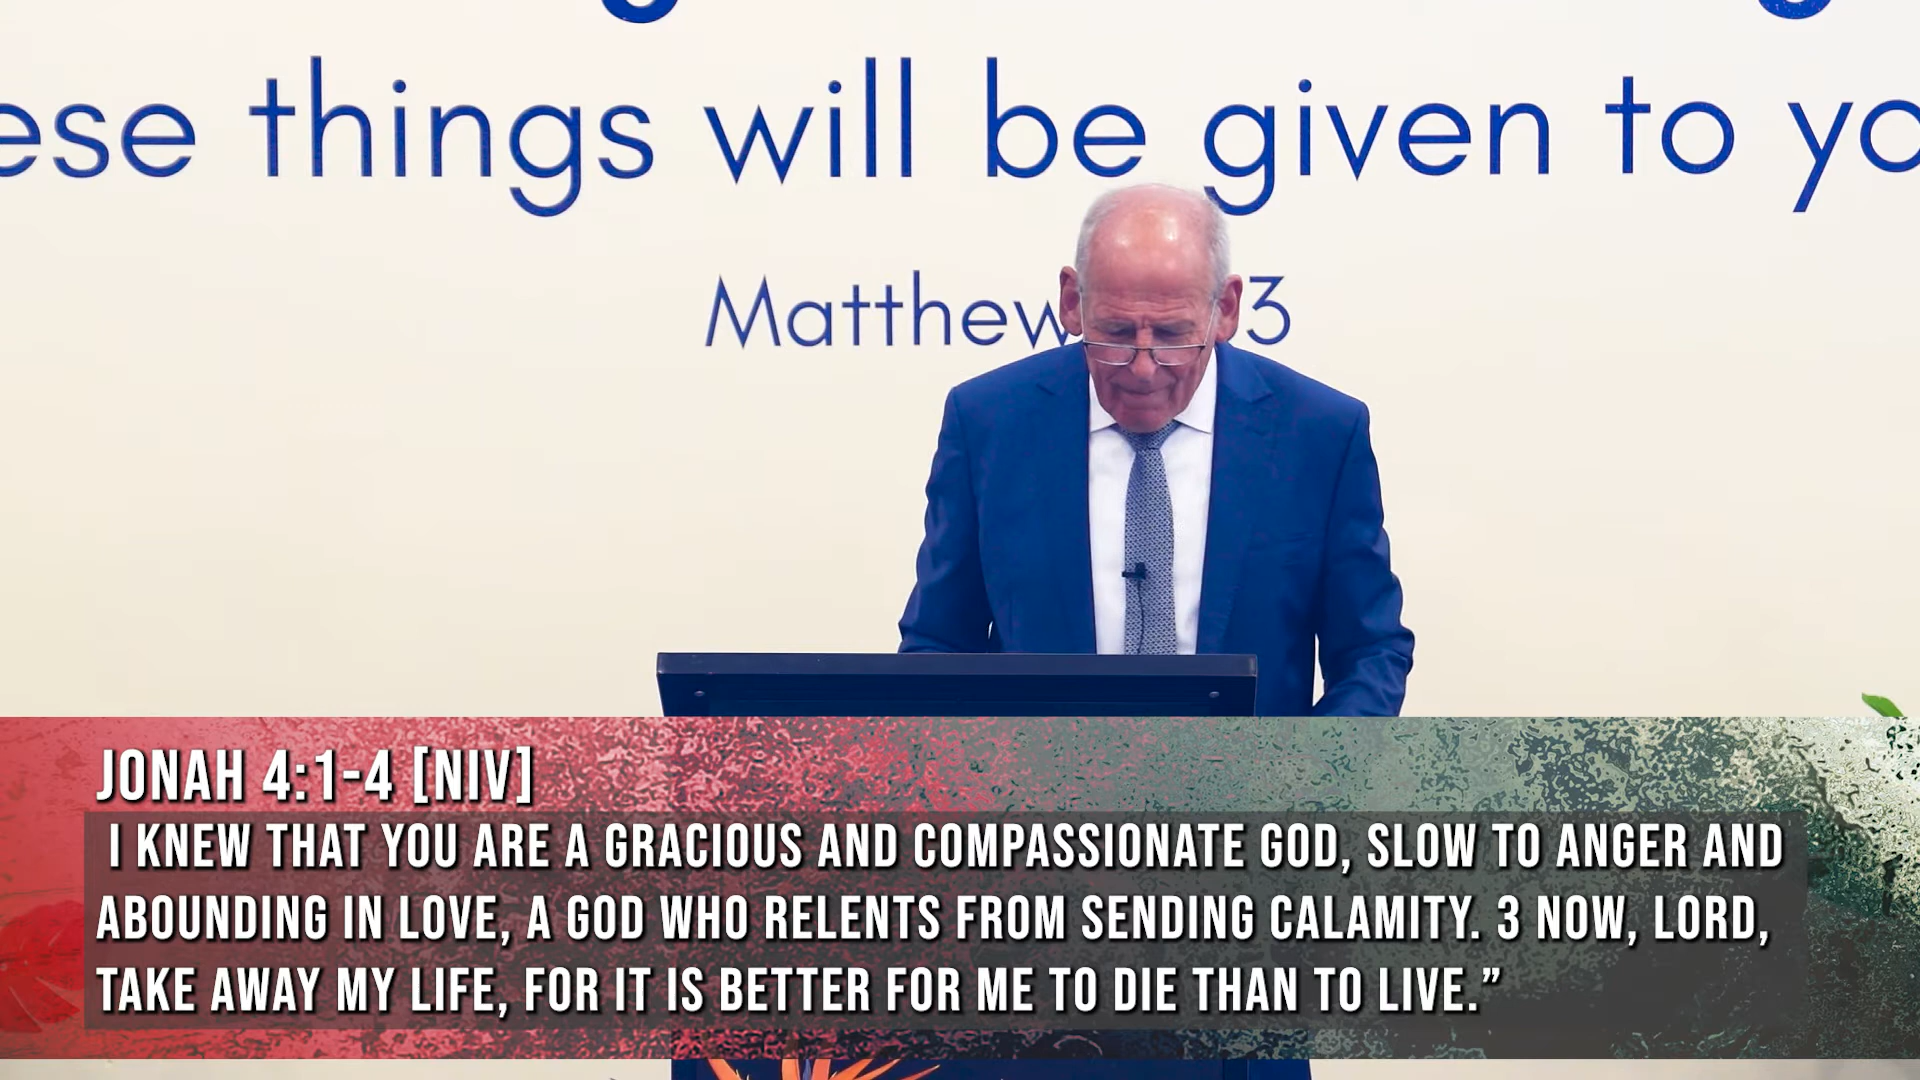 ese things will be given to yo
Matthew 3
JONAH 4:1-4 [NIV]
I KNEW THAT YOU ARE A GRACIOUS AND COMPASSIONATE GOD, SLOW TO ANGER AND
ABOUNDING IN LOVE, A GOD WHO RELENTS FROM SENDING CALAMITY. 3 NOW, LORD,
TAKE AWAY MY LIFE, FOR IT IS BETTER FOR ME TO DIE THAN TO LIVE.”